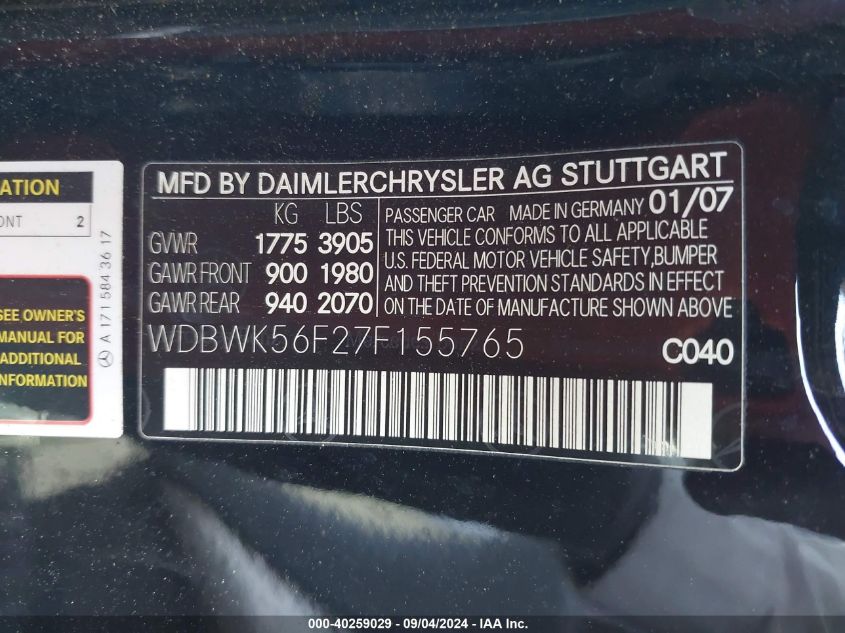 ATION
ONT 2
A 171 584 36 17
SEE OWNER'S
MANUAL FOR
INFORMATION
MFD BY DAIMLERCHRYSLER AG STUTTGART
KG LBS
GVWR 1775 3905
GAWR FRONT 900 1980
GAWR REAR 940 2070
PASSENGER CAR MADE IN GERMANY 01/07
THIS VEHICLE CONFORMS TO ALL APPLICABLE
U.S. FEDERAL MOTOR VEHICLE SAFETY, BUMPER
AND THEFT PREVENTION STANDARDS IN EFFECT
ON THE DATE OF MANUFACTURE SHOWN ABOVE
WDBWK56F27F155765 C040
000-40259029 - 09/04/2024 - IAA Inc.